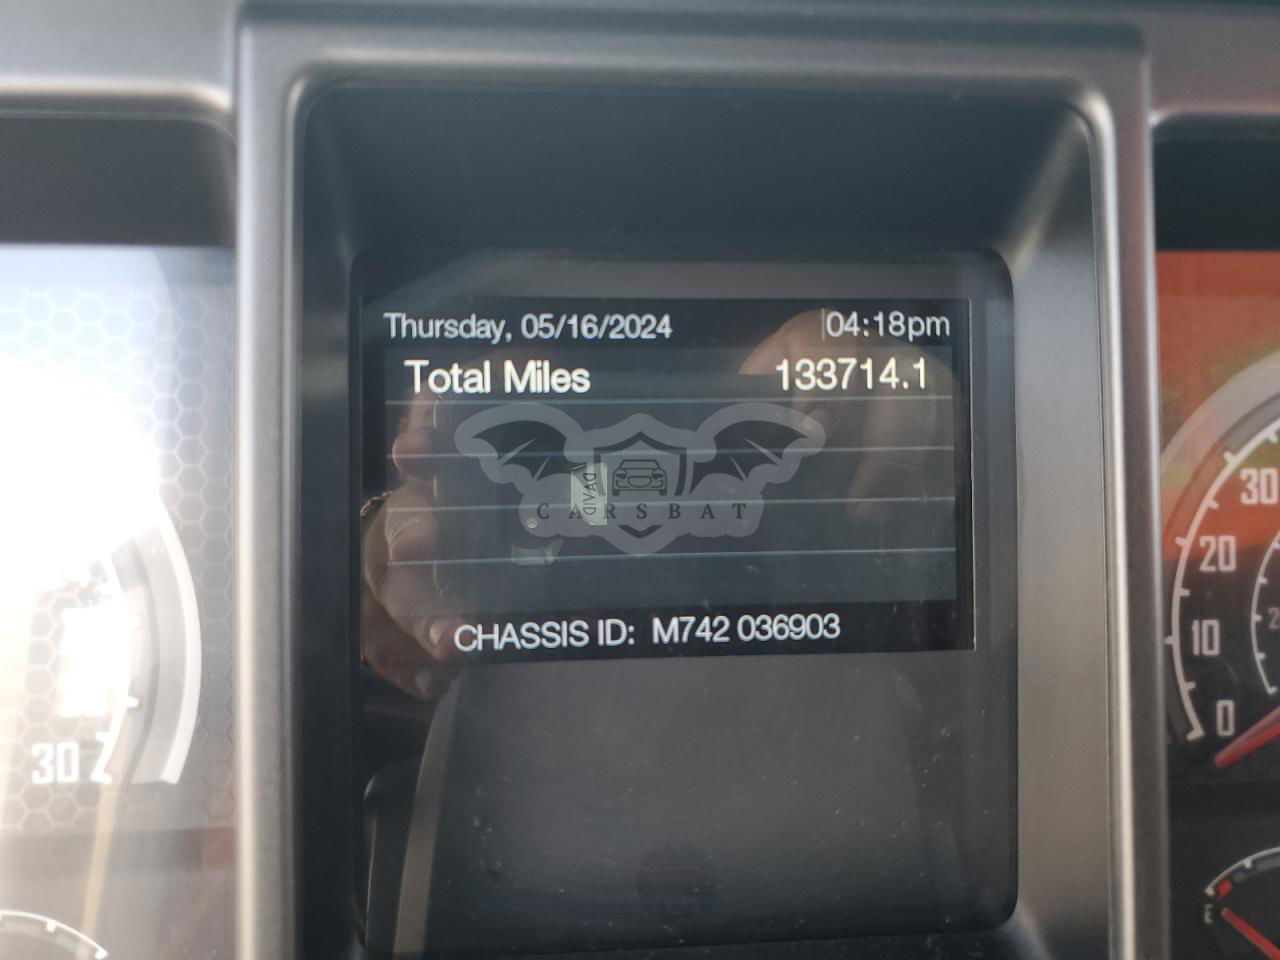 Thursday, 05/16/2024 04:18pm
Total Miles 133714.1
DAVID
CARSBAT
CHASSIS ID: M742 036903
30
30
20
10
0
E